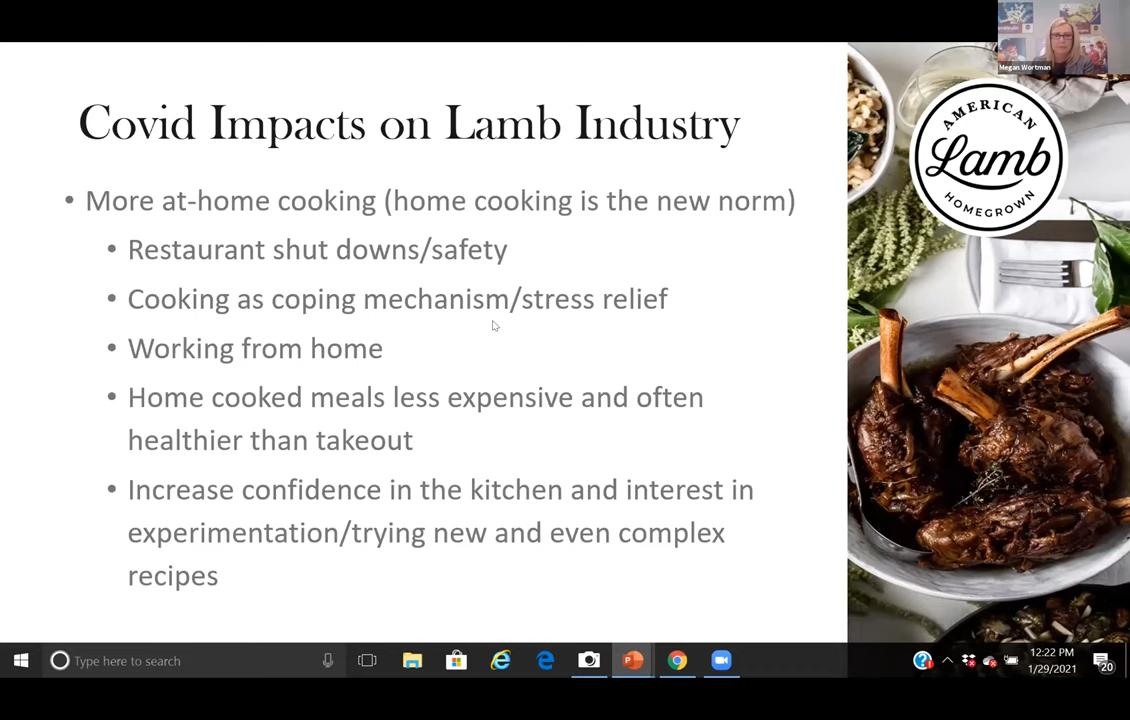 Megan Wortman
Covid Impacts on Lamb Industry
AMERICAN
Lamb
HOMEGROWN
• More at-home cooking (home cooking is the new norm)
• Restaurant shut downs/safety
• Cooking as coping mechanism/stress relief
• Working from home
• Home cooked meals less expensive and often
healthier than takeout
• Increase confidence in the kitchen and interest in
experimentation/trying new and even complex
recipes
Type here to search
12:22 PM
1/29/2021
20